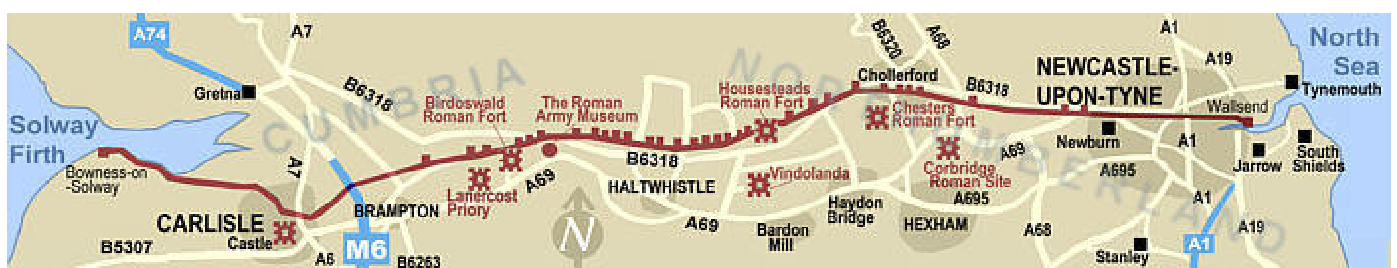 A74
A7
Gretna
B6318
CUMBRIA
Solway
Firth
Bowness-on
-Solway
A7
CARLISLE
Castle
B5307
A6
M6
B6263
BRAMPTON
Birdoswald
Roman Fort
The Roman
Army Museum
Lanercost
Priory
A69
N
HALTWHISTLE
B6318
A69
Housesteads
Roman Fort
Vindolanda
Bardon
Mill
Haydon
Bridge
B6320
A68
Chollerford
B6318
Chesters
Roman Fort
Corbridge
Roman Site
A69
HEXHAM
A695
A68
NORTHUMBERLAND
NEWCASTLE-
UPON-TYNE
Newburn
A695
Stanley
A1
A19
A1
Wallsend
A1
A1
A19
Jarrow
South
Shields
Tynemouth
North
Sea